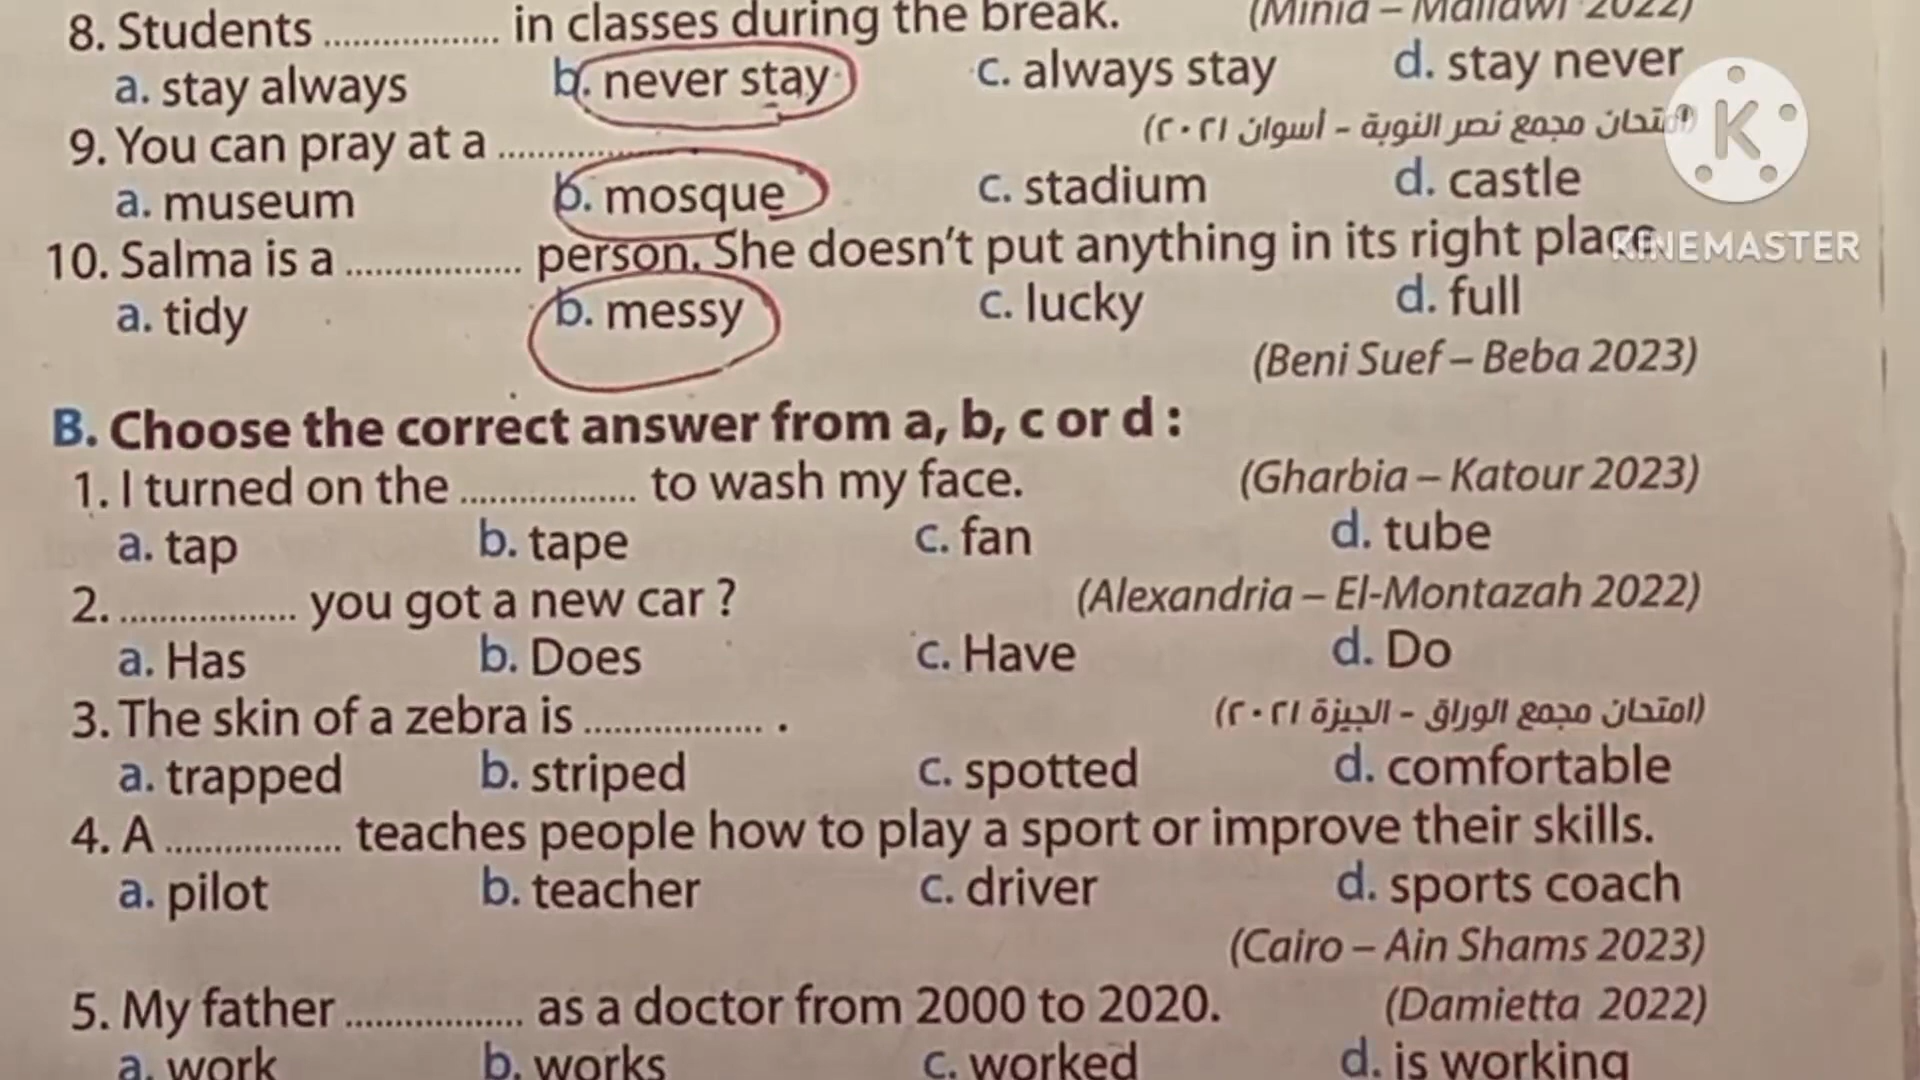 8. Students ................. in classes during the break. (Minia – Mallawi 2022)
a. stay always b. never stay c. always stay d. stay never
9. You can pray at a ................. (امتحان مجمع نصر النوبة - أسوان ٢٠٢١)
a. museum b. mosque c. stadium d. castle
10. Salma is a ................. person. She doesn't put anything in its right place.
a. tidy b. messy c. lucky d. full
(Beni Suef – Beba 2023)
B. Choose the correct answer from a, b, c or d :
1. I turned on the ................. to wash my face. (Gharbia – Katour 2023)
a. tap b. tape c. fan d. tube
2. ................. you got a new car ? (Alexandria – El-Montazah 2022)
a. Has b. Does c. Have d. Do
3. The skin of a zebra is ................. . (امتحان مجمع الوراق - الجيزة ٢٠٢١)
a. trapped b. striped c. spotted d. comfortable
4. A ................. teaches people how to play a sport or improve their skills.
a. pilot b. teacher c. driver d. sports coach
(Cairo – Ain Shams 2023)
5. My father ................. as a doctor from 2000 to 2020. (Damietta 2022)
a. work b. works c. worked d. is working
K
KINEMASTER